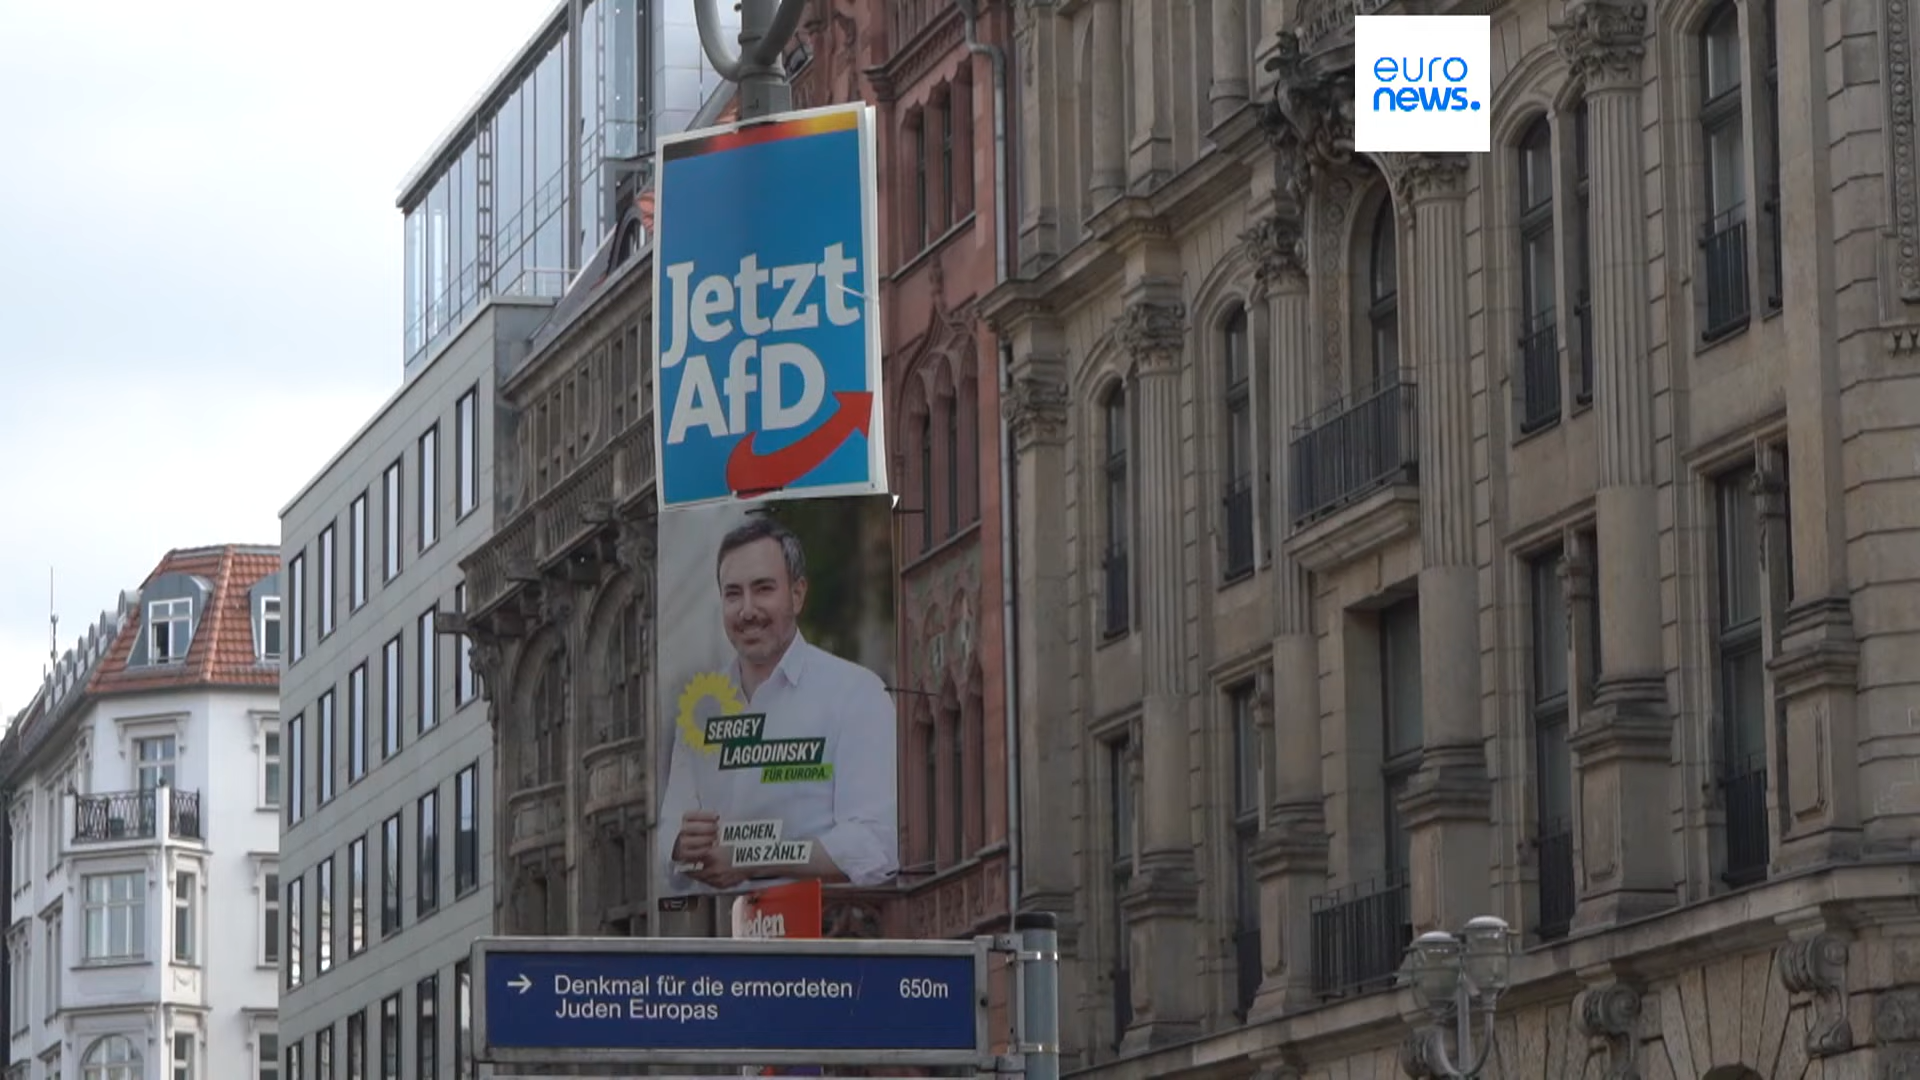 euro
news.
Jetzt
AfD
SERGEY
LAGODINSKY
FÜR EUROPA.
MACHEN,
WAS ZÄHLT.
→ Denkmal für die ermordeten 650m
Juden Europas